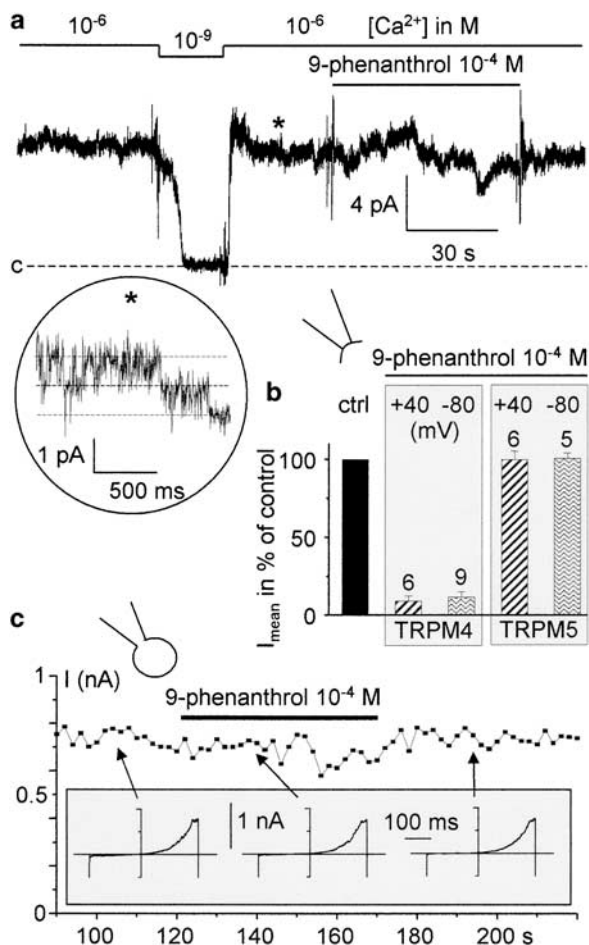 a
10⁻⁶ 10⁻⁹ 10⁻⁶ [Ca²⁺] in M
9-phenanthrol 10⁻⁴ M
*
4 pA
30 s
c
*
1 pA
500 ms
b
9-phenanthrol 10⁻⁴ M
ctrl +40 -80 +40 -80
(mV)
6 5
100
50
6 9
0
I_mean in % of control
TRPM4 TRPM5
c
I (nA)
1
9-phenanthrol 10⁻⁴ M
0.5
1 nA 100 ms
0
100 120 140 160 180 200 s